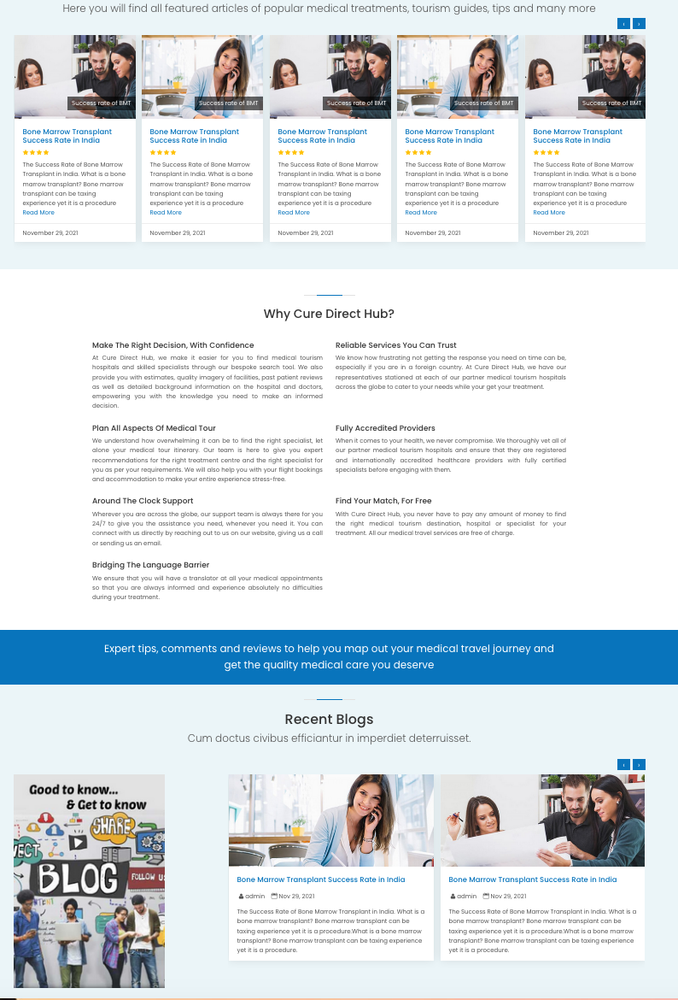 Here you will find all featured articles of popular medical treatments, tourism guides, tips and many more
‹ ›
Success rate of BMT
Bone Marrow Transplant
Success Rate in India
The Success Rate of Bone Marrow
Transplant in India. What is a bone
marrow transplant? Bone marrow
transplant can be taxing
experience yet it is a procedure
Read More
November 29, 2021
Success rate of BMT
Bone Marrow Transplant
Success Rate in India
The Success Rate of Bone Marrow
Transplant in India. What is a bone
marrow transplant? Bone marrow
transplant can be taxing
experience yet it is a procedure
Read More
November 29, 2021
Success rate of BMT
Bone Marrow Transplant
Success Rate in India
The Success Rate of Bone Marrow
Transplant in India. What is a bone
marrow transplant? Bone marrow
transplant can be taxing
experience yet it is a procedure
Read More
November 29, 2021
Success rate of BMT
Bone Marrow Transplant
Success Rate in India
The Success Rate of Bone Marrow
Transplant in India. What is a bone
marrow transplant? Bone marrow
transplant can be taxing
experience yet it is a procedure
Read More
November 29, 2021
Success rate of BMT
Bone Marrow Transplant
Success Rate in India
The Success Rate of Bone Marrow
Transplant in India. What is a bone
marrow transplant? Bone marrow
transplant can be taxing
experience yet it is a procedure
Read More
November 29, 2021
Why Cure Direct Hub?
Make The Right Decision, With Confidence
At Cure Direct Hub, we make it easier for you to find medical tourism
hospitals and skilled specialists through our bespoke search tool. We also
provide you with estimates, quality imagery of facilities, past patient reviews
as well as detailed background information on the hospital and doctors,
empowering you with the knowledge you need to make an informed
decision.
Reliable Services You Can Trust
We know how frustrating not getting the response you need on time can be,
especially if you are in a foreign country. At Cure Direct Hub, we have our
representatives stationed at each of our partner medical tourism hospitals
across the globe to cater to your needs while your get your treatment.
Plan All Aspects Of Medical Tour
We understand how overwhelming it can be to find the right specialist, let
alone your medical tour itinerary. Our team is here to give you expert
recommendations for the right treatment centre and the right specialist for
you as per your requirements. We will also help you with your flight bookings
and accommodation to make your entire experience stress-free.
Fully Accredited Providers
When it comes to your health, we never compromise. We thoroughly vet all of
our partner medical tourism hospitals and ensure that they are registered
and internationally accredited healthcare providers with fully certified
specialists before engaging with them.
Around The Clock Support
Wherever you are across the globe, our support team is always there for you
24/7 to give you the assistance you need, whenever you need it. You can
connect with us directly by reaching out to us on our website, giving us a call
or sending us an email.
Find Your Match, For Free
With Cure Direct Hub, you never have to pay any amount of money to find
the right medical tourism destination, hospital or specialist for your
treatment. All our medical travel services are free of charge.
Bridging The Language Barrier
We ensure that you will have a translator at all your medical appointments
so that you are always informed and experience absolutely no difficulties
during your treatment.
Expert tips, comments and reviews to help you map out your medical travel journey and
get the quality medical care you deserve
Recent Blogs
Cum doctus civibus efficiantur in imperdiet deterruisset.
‹ ›
Good to know...
& Get to know
SHARE
VECT
BLOG
FOLLOW US
Bone Marrow Transplant Success Rate in India
admin Nov 29, 2021
The Success Rate of Bone Marrow Transplant in India. What is a
bone marrow transplant? Bone marrow transplant can be
taxing experience yet it is a procedure.What is a bone marrow
transplant? Bone marrow transplant can be taxing experience
yet it is a procedure.
Bone Marrow Transplant Success Rate in India
admin Nov 29, 2021
The Success Rate of Bone Marrow Transplant in India. What is a
bone marrow transplant? Bone marrow transplant can be
taxing experience yet it is a procedure.What is a bone marrow
transplant? Bone marrow transplant can be taxing experience
yet it is a procedure.